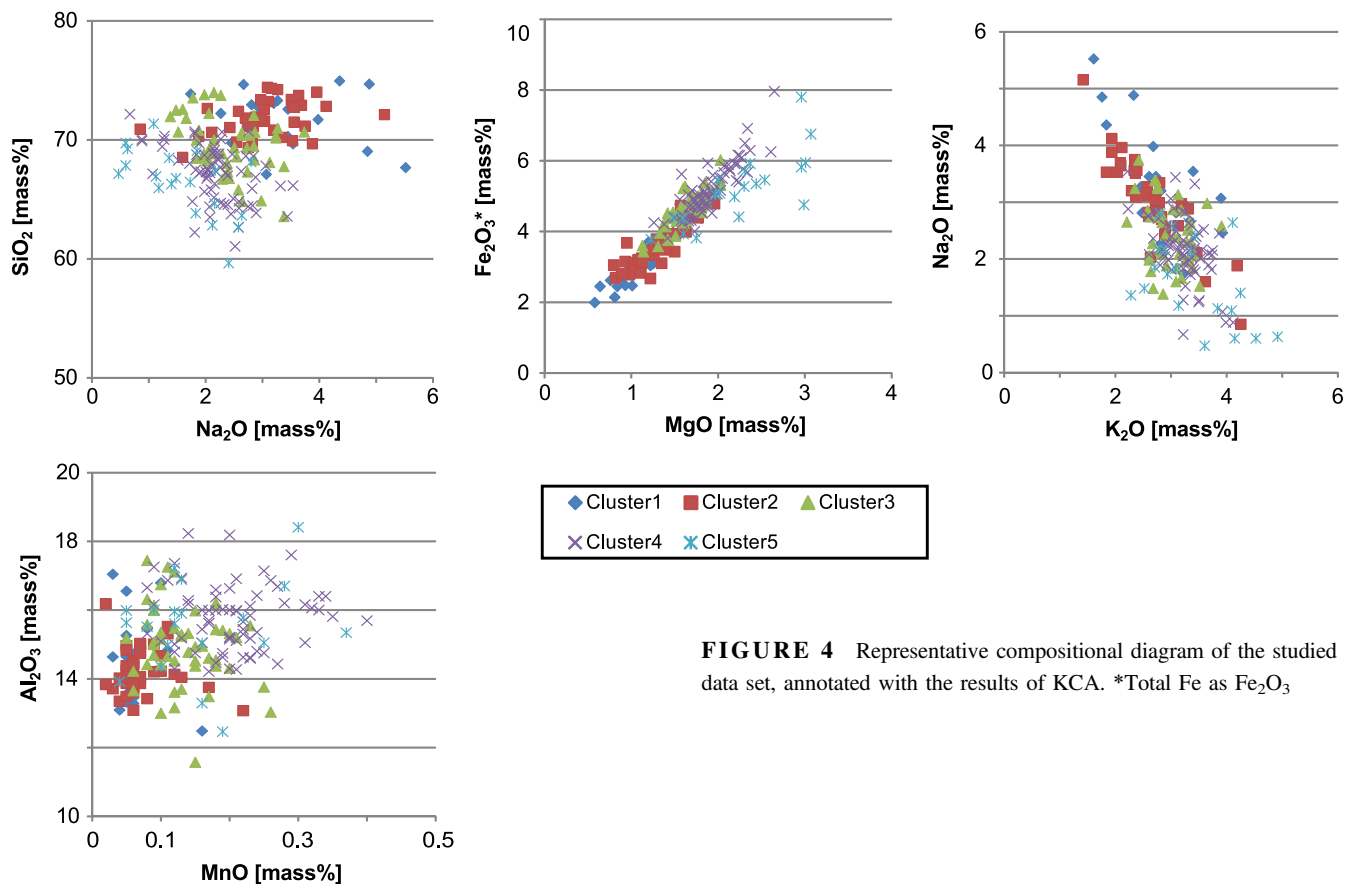 80
70
60
50
SiO₂ [mass%]
0 2 4 6
Na₂O [mass%]
10
8
6
4
2
0
Fe₂O₃* [mass%]
0 1 2 3 4
MgO [mass%]
6
4
2
0
Na₂O [mass%]
0 2 4 6
K₂O [mass%]
20
18
14
10
Al₂O₃ [mass%]
0 0.1 0.3 0.5
MnO [mass%]
Cluster1 Cluster2 Cluster3
Cluster4 Cluster5
FIGURE 4 Representative compositional diagram of the studied
data set, annotated with the results of KCA. *Total Fe as Fe₂O₃